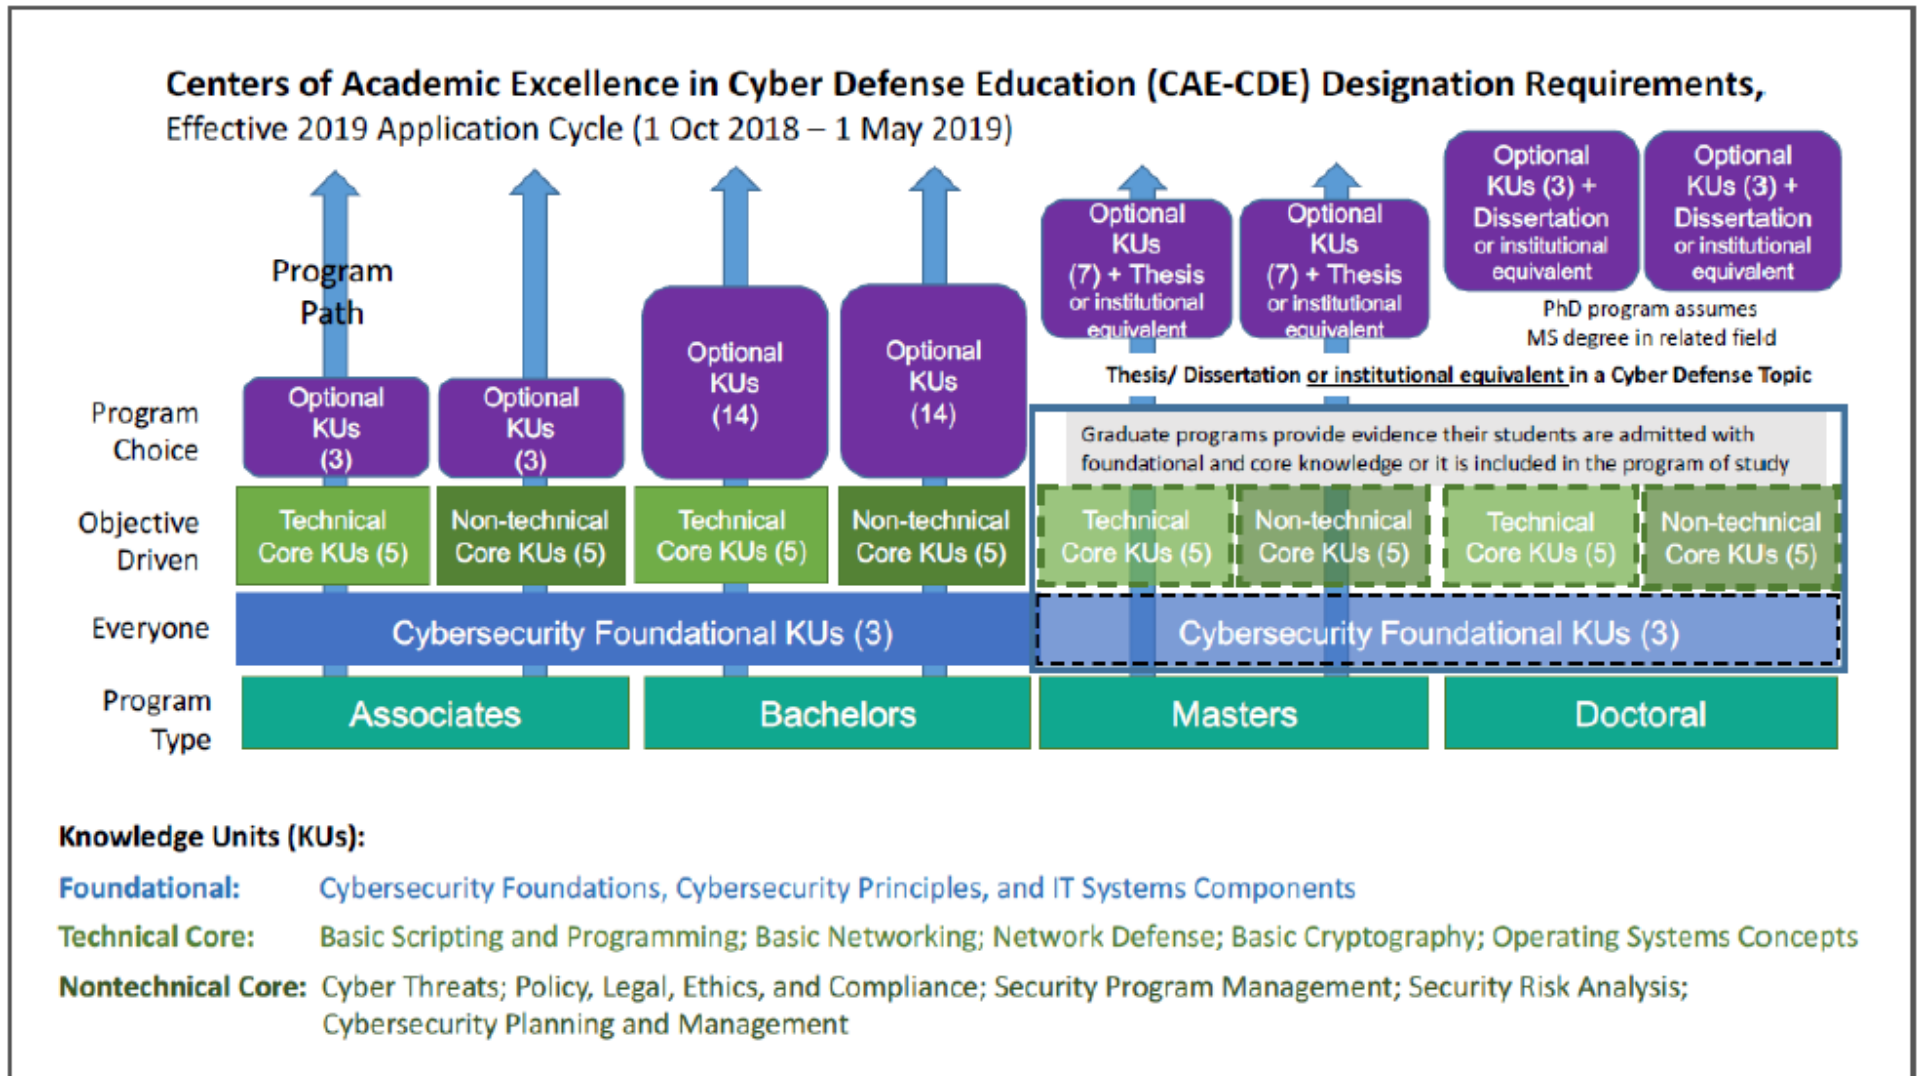 Centers of Academic Excellence in Cyber Defense Education (CAE-CDE) Designation Requirements,
Effective 2019 Application Cycle (1 Oct 2018 – 1 May 2019)
Program
Path
Optional
KUs
(7) + Thesis
or institutional
equivalent
Optional
KUs
(7) + Thesis
or institutional
equivalent
Optional
KUs (3) +
Dissertation
or institutional
equivalent
Optional
KUs (3) +
Dissertation
or institutional
equivalent
PhD program assumes
MS degree in related field
Thesis/ Dissertation or institutional equivalent in a Cyber Defense Topic
Program
Choice
Optional
KUs
(3)
Optional
KUs
(3)
Optional
KUs
(14)
Optional
KUs
(14)
Graduate programs provide evidence their students are admitted with
foundational and core knowledge or it is included in the program of study
Objective
Driven
Technical
Core KUs (5)
Non-technical
Core KUs (5)
Technical
Core KUs (5)
Non-technical
Core KUs (5)
Technical
Core KUs (5)
Non-technical
Core KUs (5)
Technical
Core KUs (5)
Non-technical
Core KUs (5)
Everyone
Cybersecurity Foundational KUs (3)
Cybersecurity Foundational KUs (3)
Program
Type
Associates
Bachelors
Masters
Doctoral
Knowledge Units (KUs):
Foundational: Cybersecurity Foundations, Cybersecurity Principles, and IT Systems Components
Technical Core: Basic Scripting and Programming; Basic Networking; Network Defense; Basic Cryptography; Operating Systems Concepts
Nontechnical Core: Cyber Threats; Policy, Legal, Ethics, and Compliance; Security Program Management; Security Risk Analysis;
Cybersecurity Planning and Management